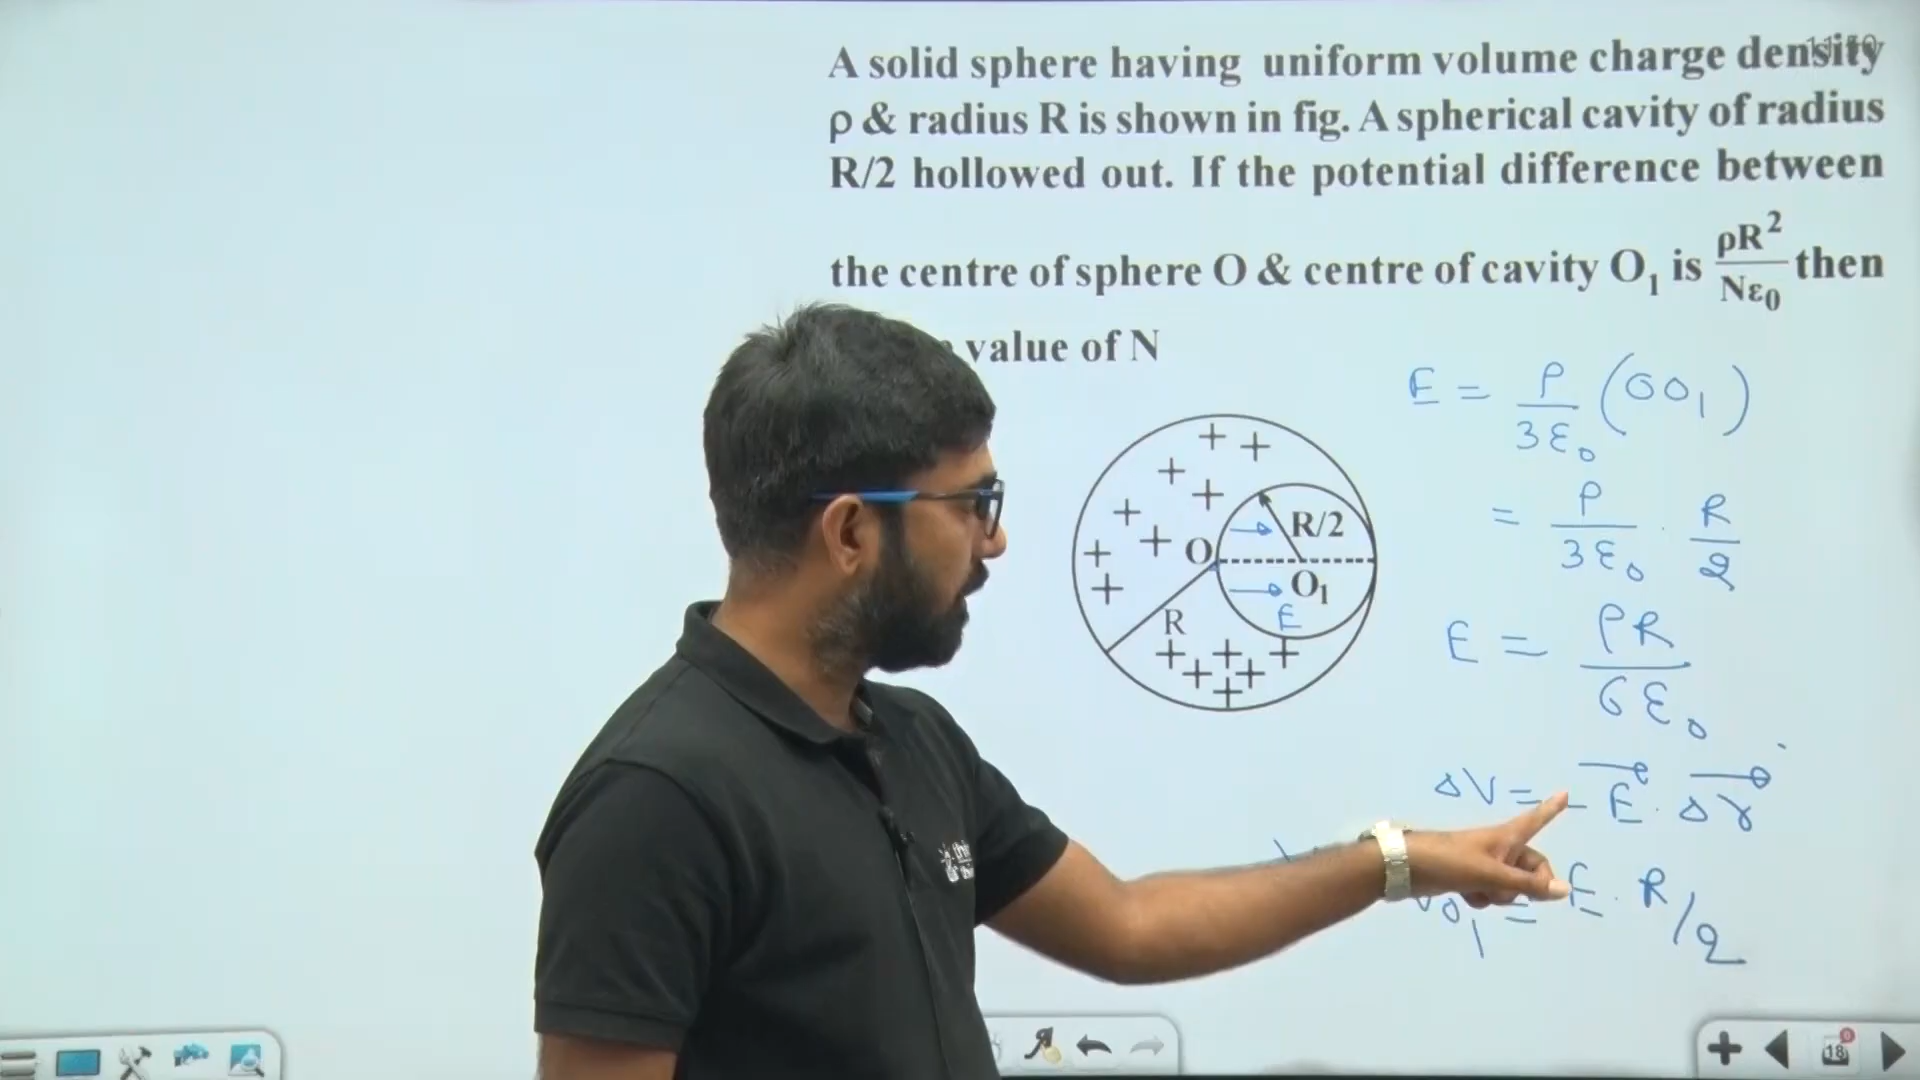 A solid sphere having uniform volume charge density
ρ & radius R is shown in fig. A spherical cavity of radius
R/2 hollowed out. If the potential difference between
the centre of sphere O & centre of cavity O₁ is ρR²/Nε₀ then
value of N
E = ρ/3ε₀ (OO₁)
= ρ/3ε₀ · R/2
E = ρR/6ε₀
ΔV = - E · Δr
O₁ = E · R/2
R/2
O
O₁
E
R
18